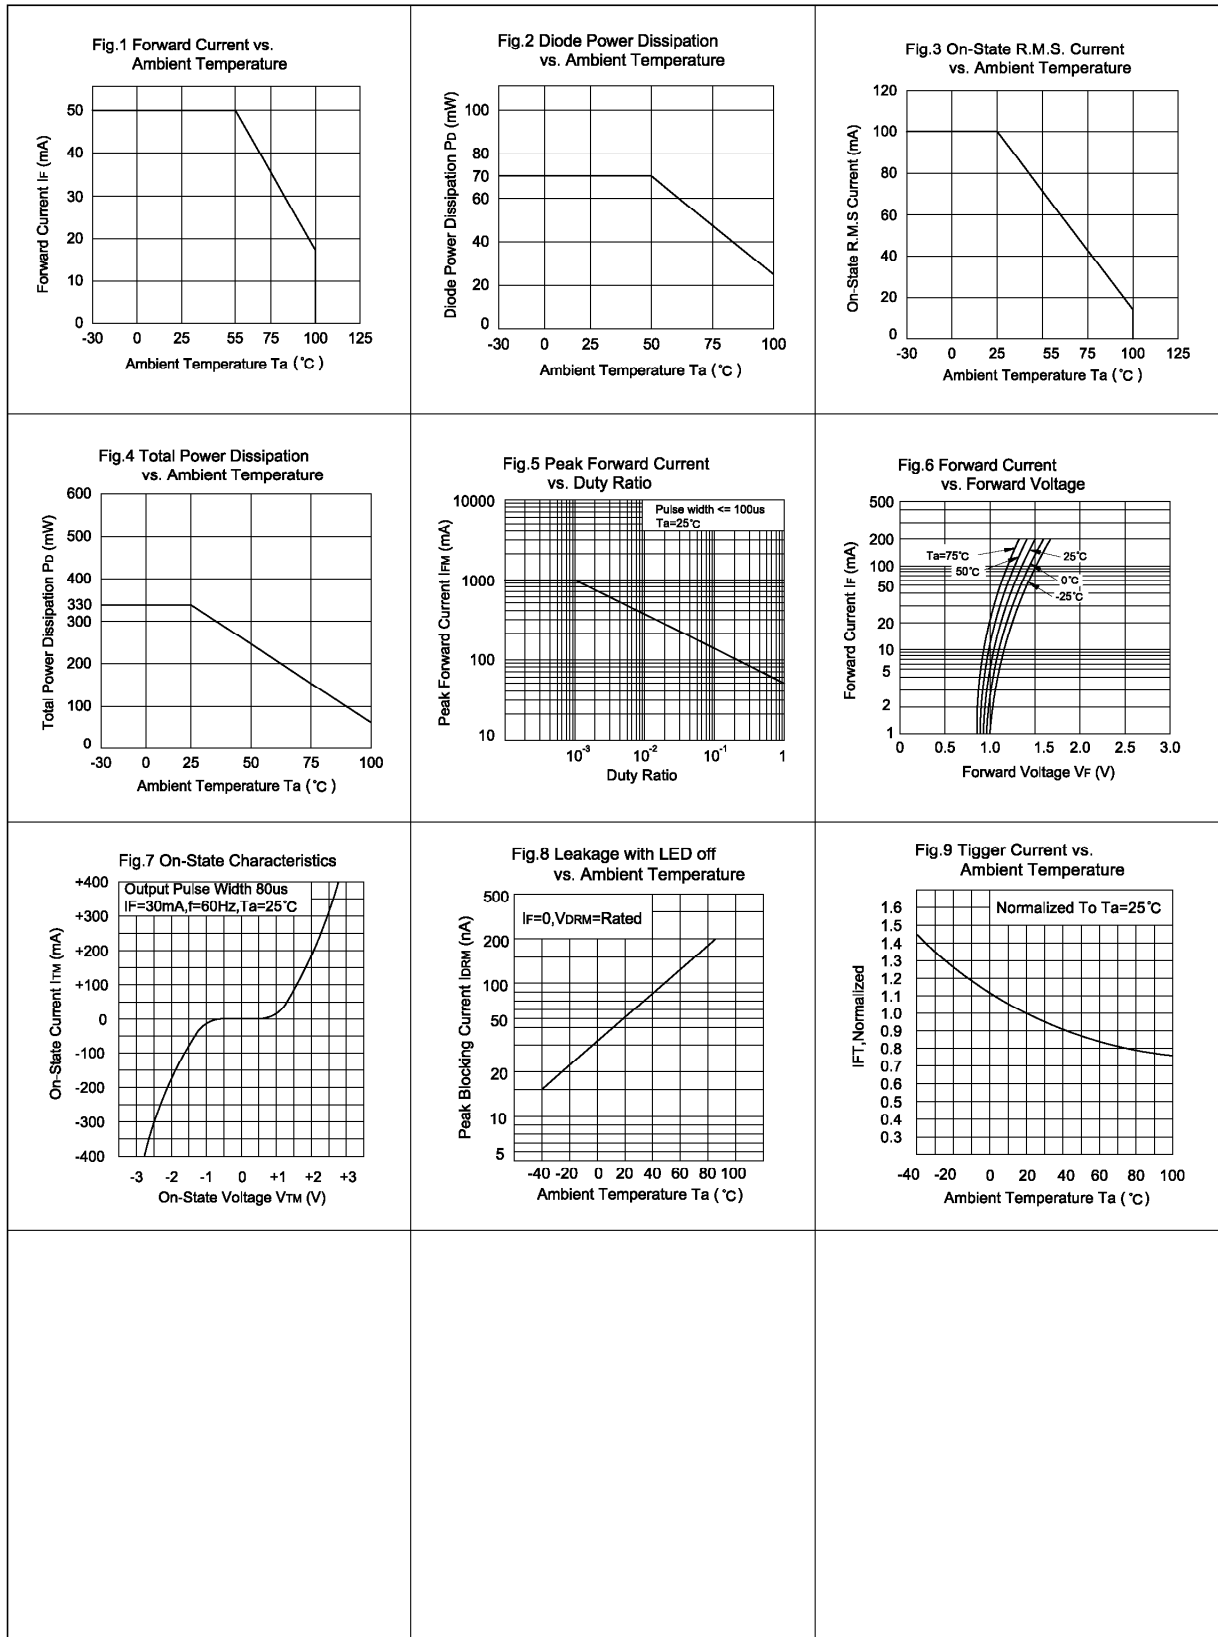 Fig.1 Forward Current vs.
Ambient Temperature
Forward Current IF (mA)
50
40
30
20
10
0
-30 0 25 55 75 100 125
Ambient Temperature Ta (°C)
Fig.2 Diode Power Dissipation
vs. Ambient Temperature
Diode Power Dissipation PD (mW)
100
80
70
60
40
20
0
-30 0 25 50 75 100
Ambient Temperature Ta (°C)
Fig.3 On-State R.M.S. Current
vs. Ambient Temperature
On-State R.M.S Current (mA)
120
100
80
60
40
20
0
-30 0 25 55 75 100 125
Ambient Temperature Ta (°C)
Fig.4 Total Power Dissipation
vs. Ambient Temperature
Total Power Dissipation PD (mW)
600
500
400
330
300
200
100
0
-30 0 25 50 75 100
Ambient Temperature Ta (°C)
Fig.5 Peak Forward Current
vs. Duty Ratio
Peak Forward Current IFM (mA)
10000
1000
100
10
Pulse width <= 100us
Ta=25°C
10-3 10-2 10-1 1
Duty Ratio
Fig.6 Forward Current
vs. Forward Voltage
Forward Current IF (mA)
500
200
100
50
20
10
5
2
1
Ta=75°C
50°C
25°C
0°C
-25°C
0 0.5 1.0 1.5 2.0 2.5 3.0
Forward Voltage VF (V)
Fig.7 On-State Characteristics
On-State Current ITM (mA)
+400
+300
+200
+100
0
-100
-200
-300
-400
Output Pulse Width 80us
IF=30mA,f=60Hz,Ta=25°C
-3 -2 -1 0 +1 +2 +3
On-State Voltage VTM (V)
Fig.8 Leakage with LED off
vs. Ambient Temperature
Peak Blocking Current IDRM (nA)
500
200
100
50
20
10
5
IF=0,VDRM=Rated
-40 -20 0 20 40 60 80 100
Ambient Temperature Ta (°C)
Fig.9 Tigger Current vs.
Ambient Temperature
IFT,Normalized
1.6
1.5
1.4
1.3
1.2
1.1
1.0
0.9
0.8
0.7
0.6
0.5
0.4
0.3
Normalized To Ta=25°C
-40 -20 0 20 40 60 80 100
Ambient Temperature Ta (°C)